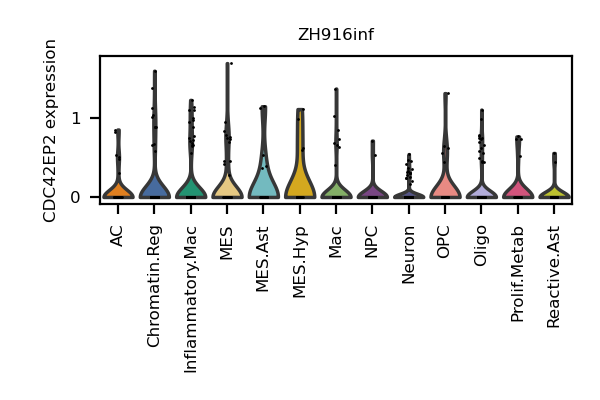 ZH916inf
CDC42EP2 expression
1
0
AC
Chromatin.Reg
Inflammatory.Mac
MES
MES.Ast
MES.Hyp
Mac
NPC
Neuron
OPC
Oligo
Prolif.Metab
Reactive.Ast